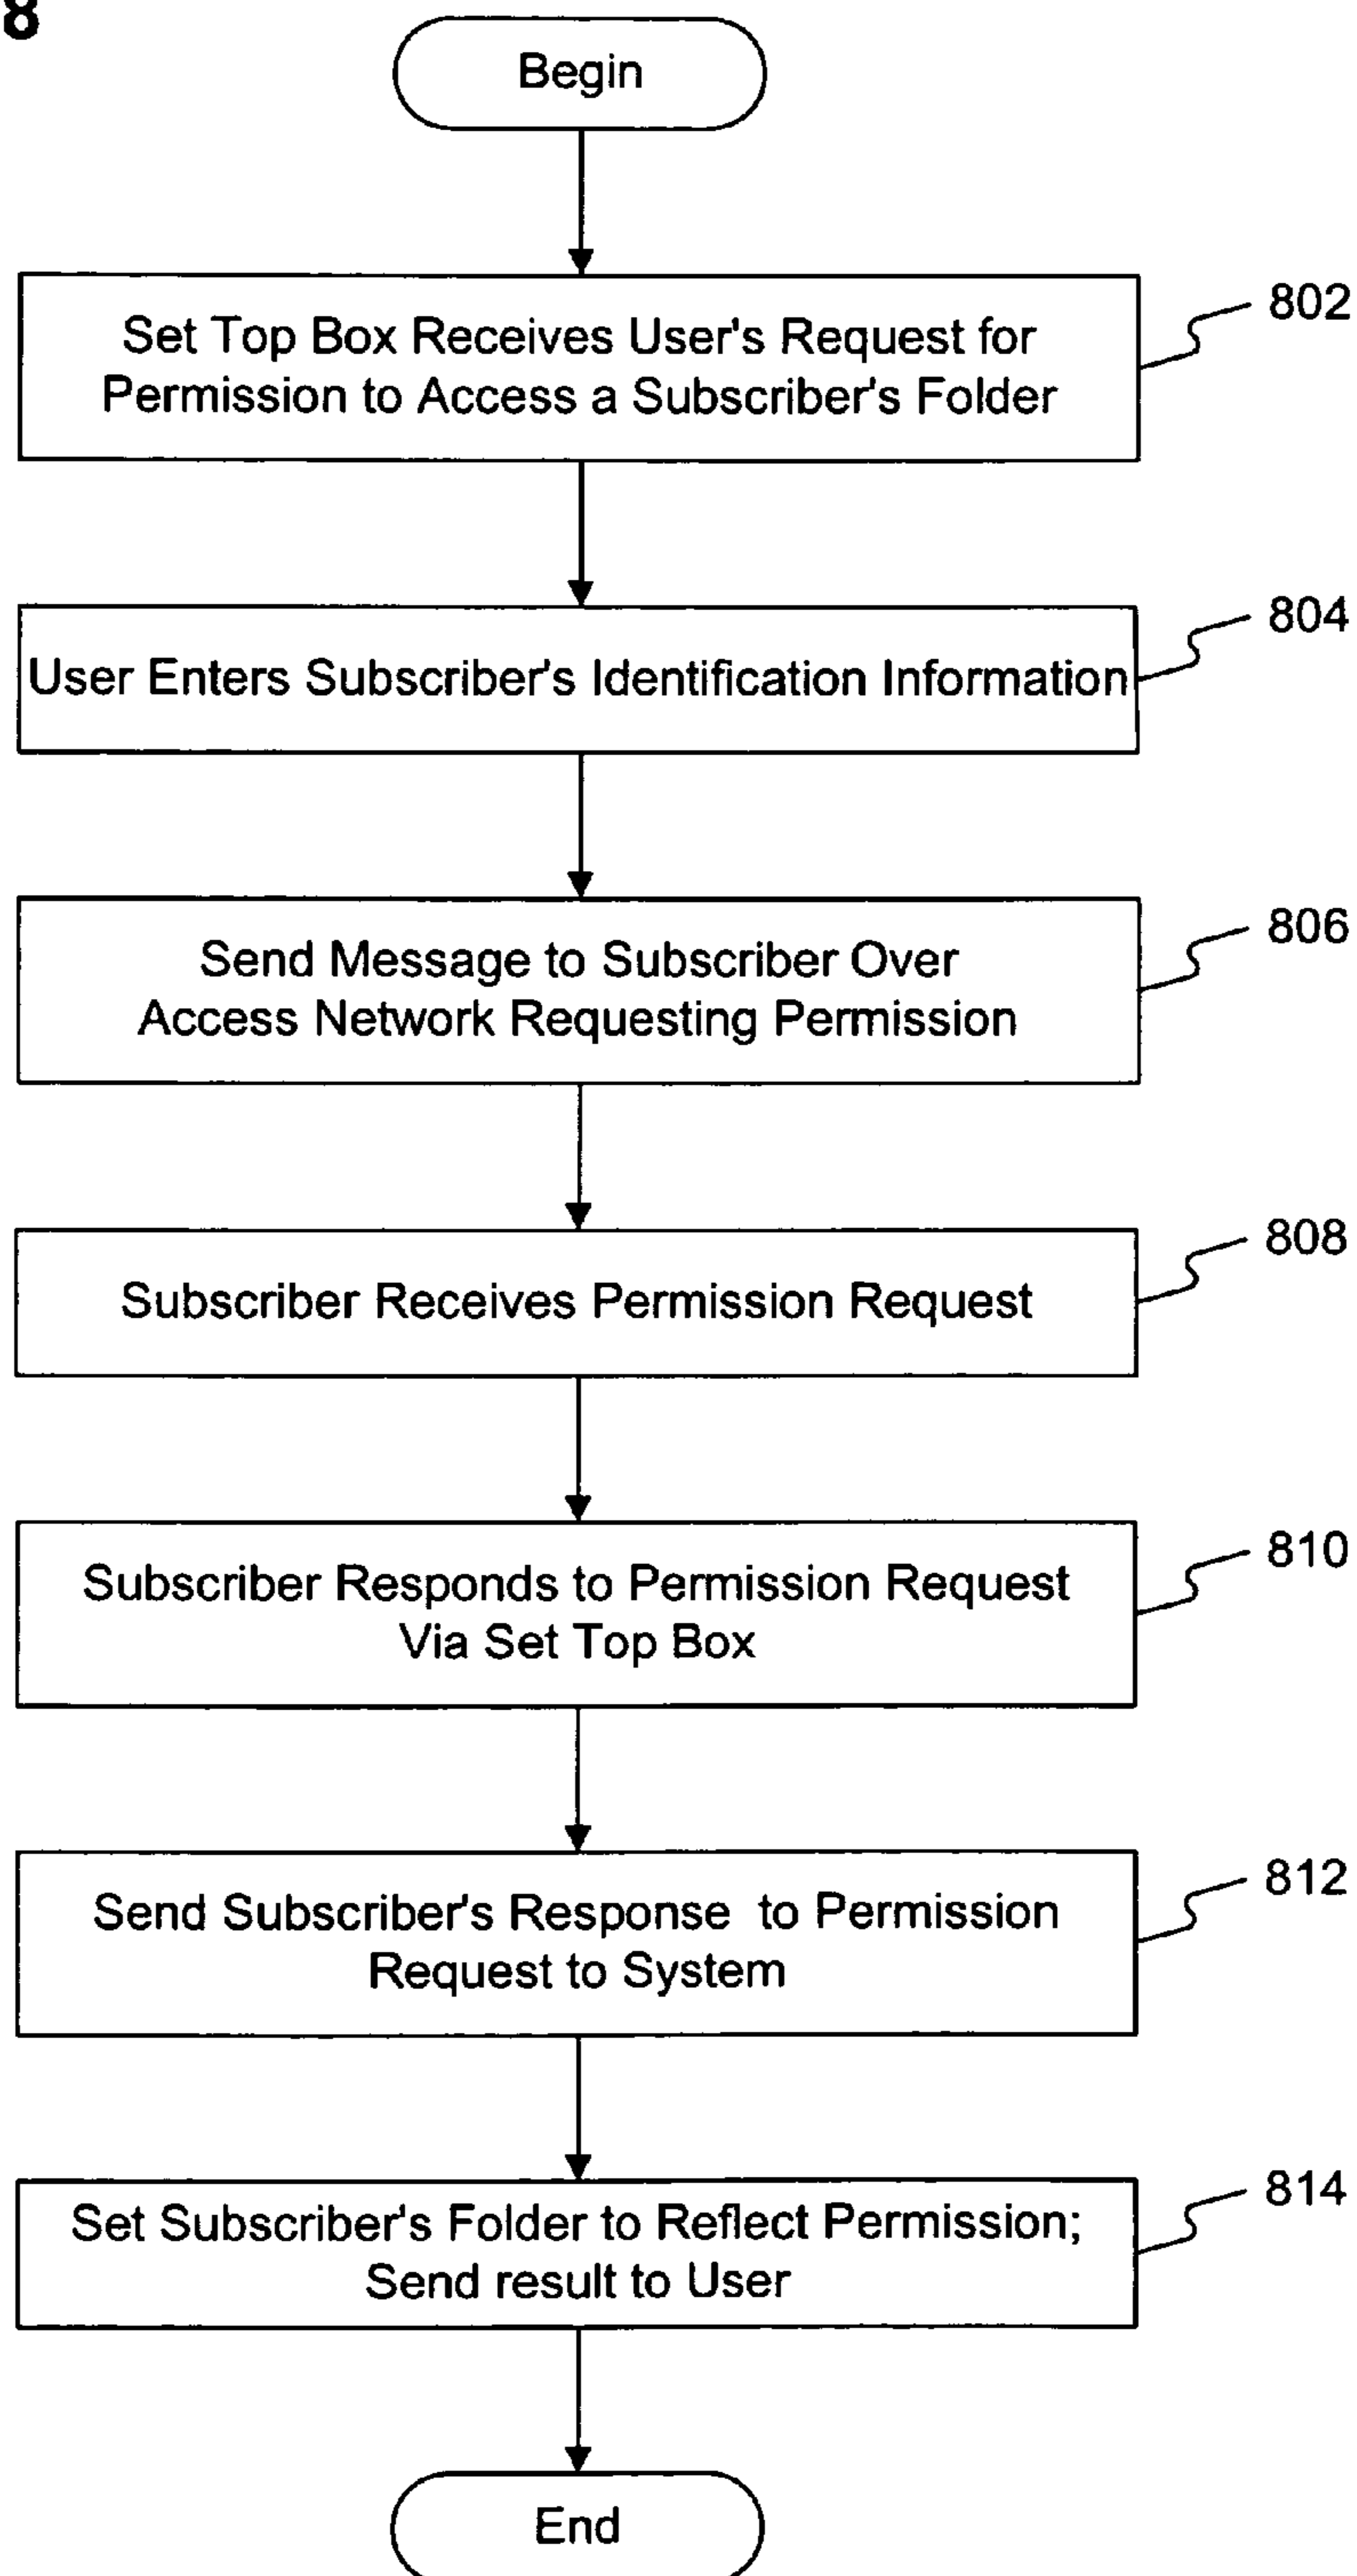 8
Begin
Set Top Box Receives User's Request for
Permission to Access a Subscriber's Folder
802
User Enters Subscriber's Identification Information
804
Send Message to Subscriber Over
Access Network Requesting Permission
806
Subscriber Receives Permission Request
808
Subscriber Responds to Permission Request
Via Set Top Box
810
Send Subscriber's Response to Permission
Request to System
812
Set Subscriber's Folder to Reflect Permission;
Send result to User
814
End